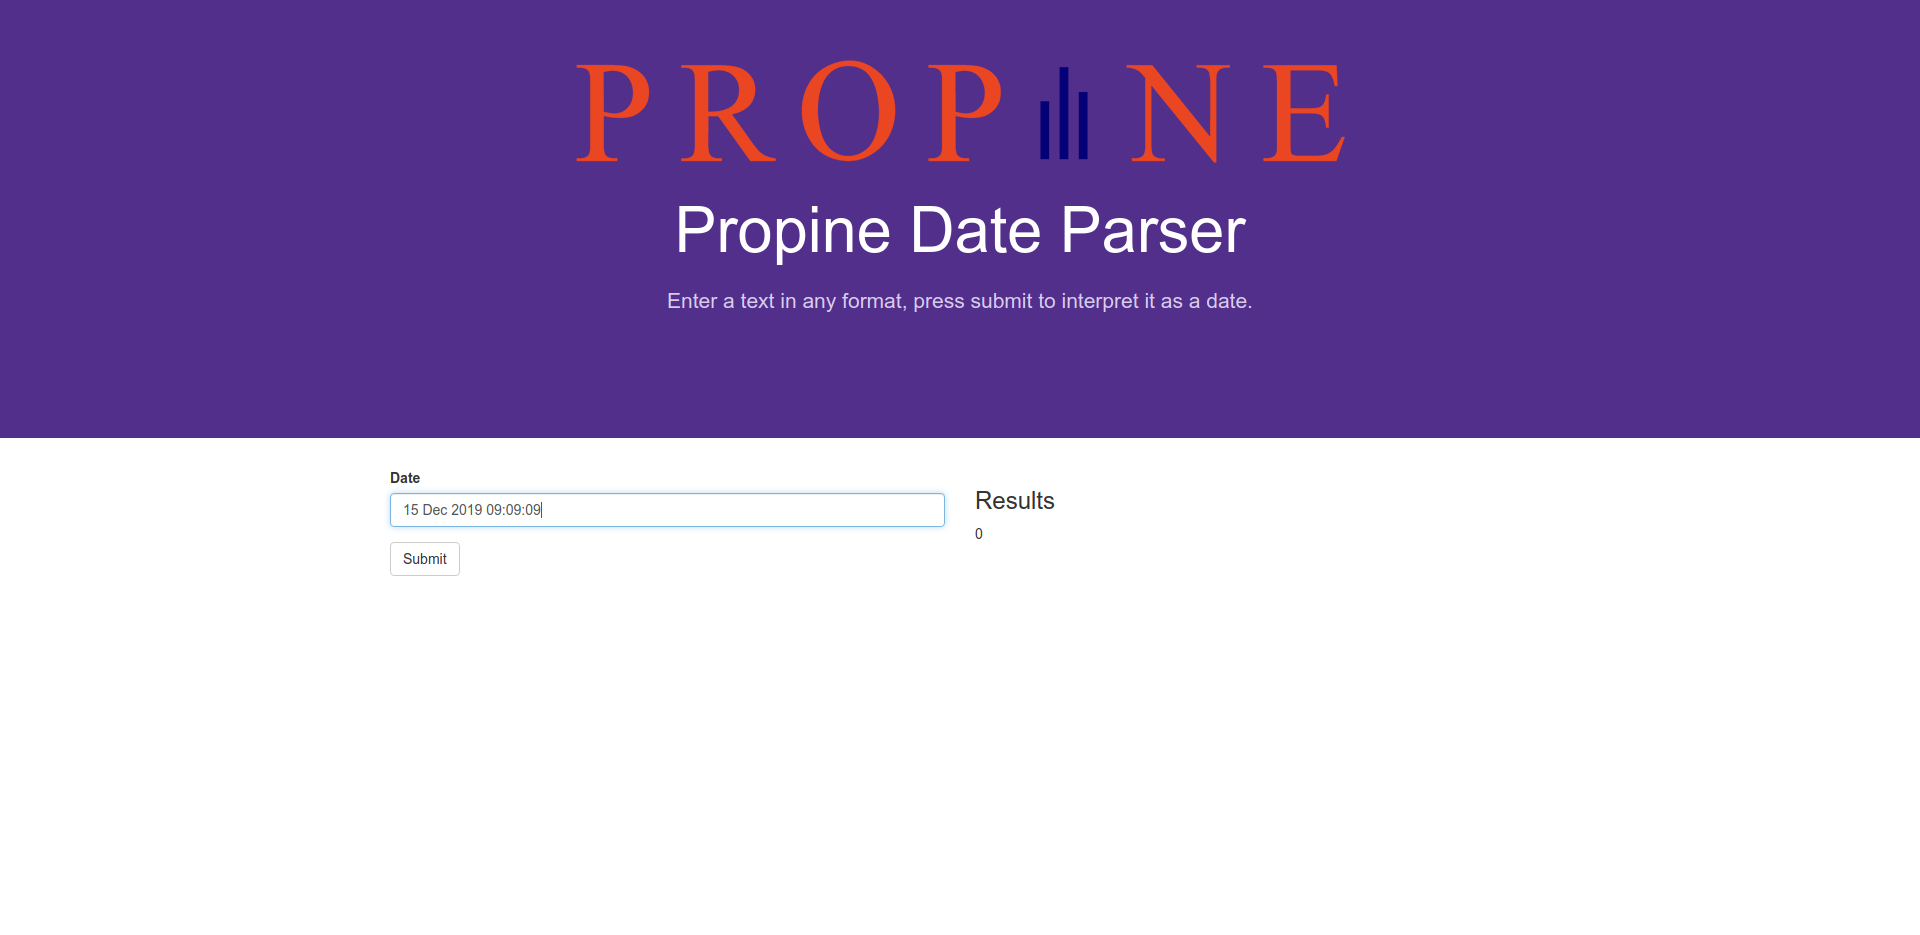 PROPINE
Propine Date Parser
Enter a text in any format, press submit to interpret it as a date.
Date
15 Dec 2019 09:09:09
Submit
Results
0